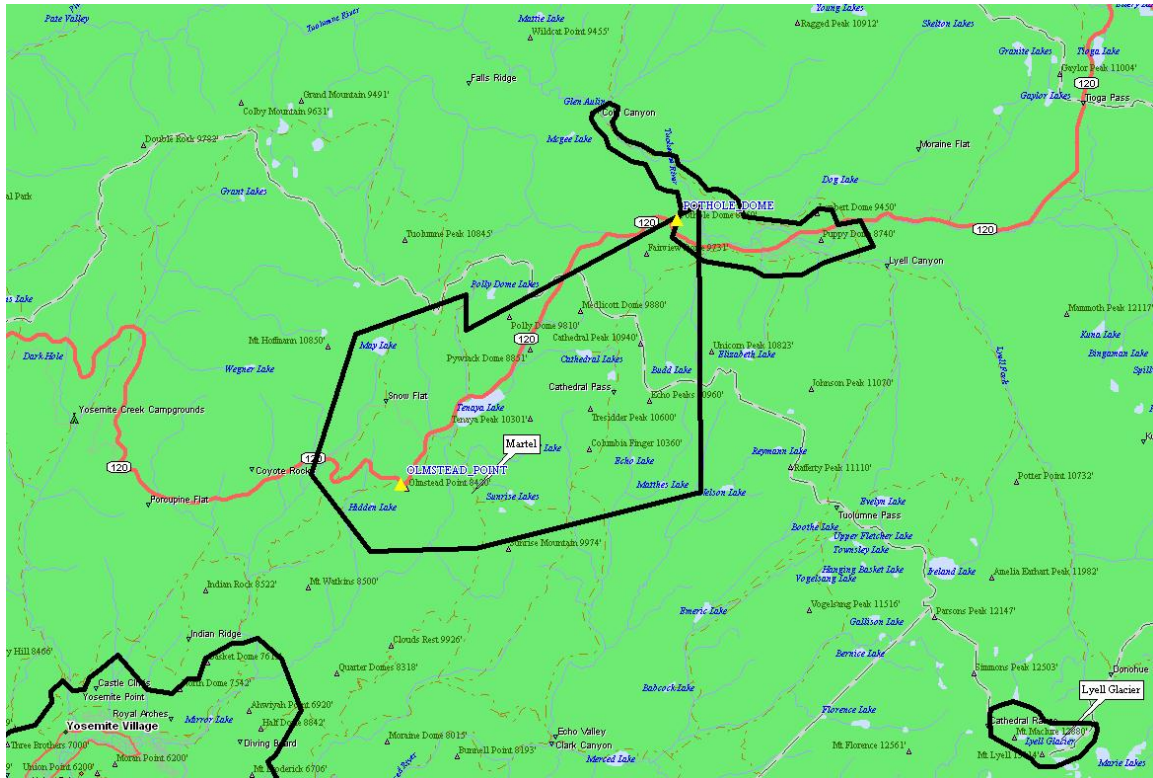 Pate Valley
Tuolumne River
Mattie Lake
Wildcat Point 9455'
Young Lakes
Ragged Peak 10912'
Skelton Lakes
Granite Lakes
Tioga Lake
Gaylor Peak 11004'
Falls Ridge
Grand Mountain 9491'
Colby Mountain 9631'
Glen Aulin
Cold Canyon
120
Gaylor Lakes
Tioga Pass
Double Rock 9782'
Mcgee Lake
Tuolumne River
Moraine Flat
Grant Lakes
Dog Lake
al Park
POTHOLE_DOME
Lambert Dome 9450'
120
120
Tuolumne Peak 10845'
Fairview Dome 9731'
Puppy Dome 8740'
Lyell Canyon
Polly Dome Lakes
Medlicott Dome 9880'
Mammoth Peak 12117'
Polly Dome 9810'
120
Cathedral Peak 10940'
Kuna Lake
Dark Hole
Mt Hoffmann 10850'
May Lake
Pywiack Dome 8851'
Cathedral Lakes
Unicorn Peak 10823'
Elizabeth Lake
Bingaman Lake
Wegner Lake
Budd Lake
Lyell Fork
Snow Flat
Cathedral Pass
Johnson Peak 11070'
Echo Peaks 10960'
Yosemite Creek Campgrounds
Tenaya Lake
Tenaya Peak 10301'
Tresidder Peak 10600'
Martel
Lake
Columbia Finger 10360'
Reymann Lake
120
120
Coyote Rocks
OLMSTEAD_POINT
Echo Lake
Rafferty Peak 11110'
Olmstead Point 8420'
Matthes Lake
Nelson Lake
Potter Point 10732'
Porcupine Flat
Hidden Lake
Sunrise Lakes
Evelyn Lake
Tuolumne Pass
Boothe Lake
Upper Fletcher Lake
Sunrise Mountain 9974'
Townsley Lake
Hanging Basket Lake
Ireland Lake
Vogelsang Lake
Amelia Earhart Peak 11982'
Indian Rock 8522'
Mt Watkins 8500'
Emeric Lake
Vogelsang Peak 11516'
Gallison Lake
Parsons Peak 12147'
Indian Ridge
Clouds Rest 9926'
Bernice Lake
Basket Dome 7612'
Quarter Domes 8318'
Simmons Peak 12503'
Donohue
Castle Cliffs
North Dome 7542'
Yosemite Point
Babcock Lake
Lyell Glacier
Royal Arches
Ahwiyah Point 6920'
Mirror Lake
Florence Lake
Cathedral Range
Yosemite Village
Half Dome 8842'
Echo Valley
Mt Maclure 12880'
Three Brothers 7000'
Diving Board
Moraine Dome 8015'
Clark Canyon
Lyell Glacier
Moran Point 6200'
Bunnell Point 8193'
Merced Lake
Mt Florence 12561'
Marie Lakes
Union Point 6200'
Mt Broderick 6706'